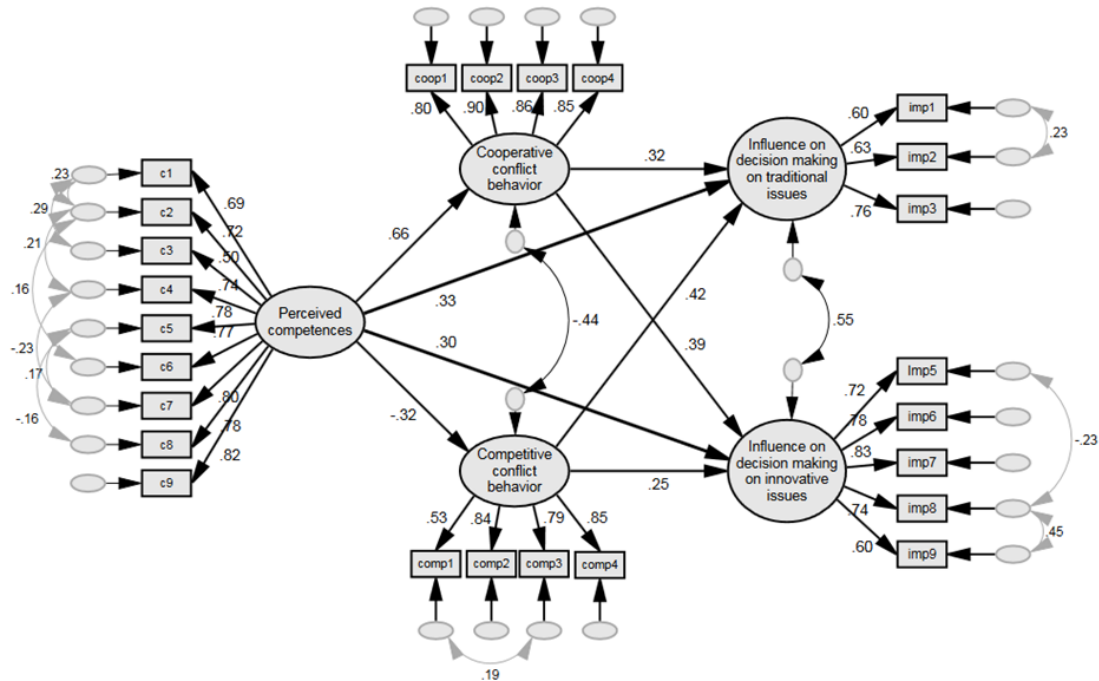 coop1 coop2 coop3 coop4
.80 .90 .86 .85
Cooperative
conflict
behavior
Influence on
decision making
on traditional
issues
.60
.63
.76
imp1
imp2
imp3
.23
.23
.29
.21
.16
-.23
.17
-.16
c1
c2
c3
c4
c5
c6
c7
c8
c9
.69
.72
.50
.74
.78
.77
.80
.78
.82
Perceived
competences
.66
-.32
.32
.33
.30
-.44
.42
.39
.25
.55
Competitive
conflict
behavior
Influence on
decision making
on innovative
issues
.72
.78
.83
.74
.60
Imp5
imp6
imp7
imp8
imp9
-.23
.45
.53 .84 .79 .85
comp1 comp2 comp3 comp4
.19